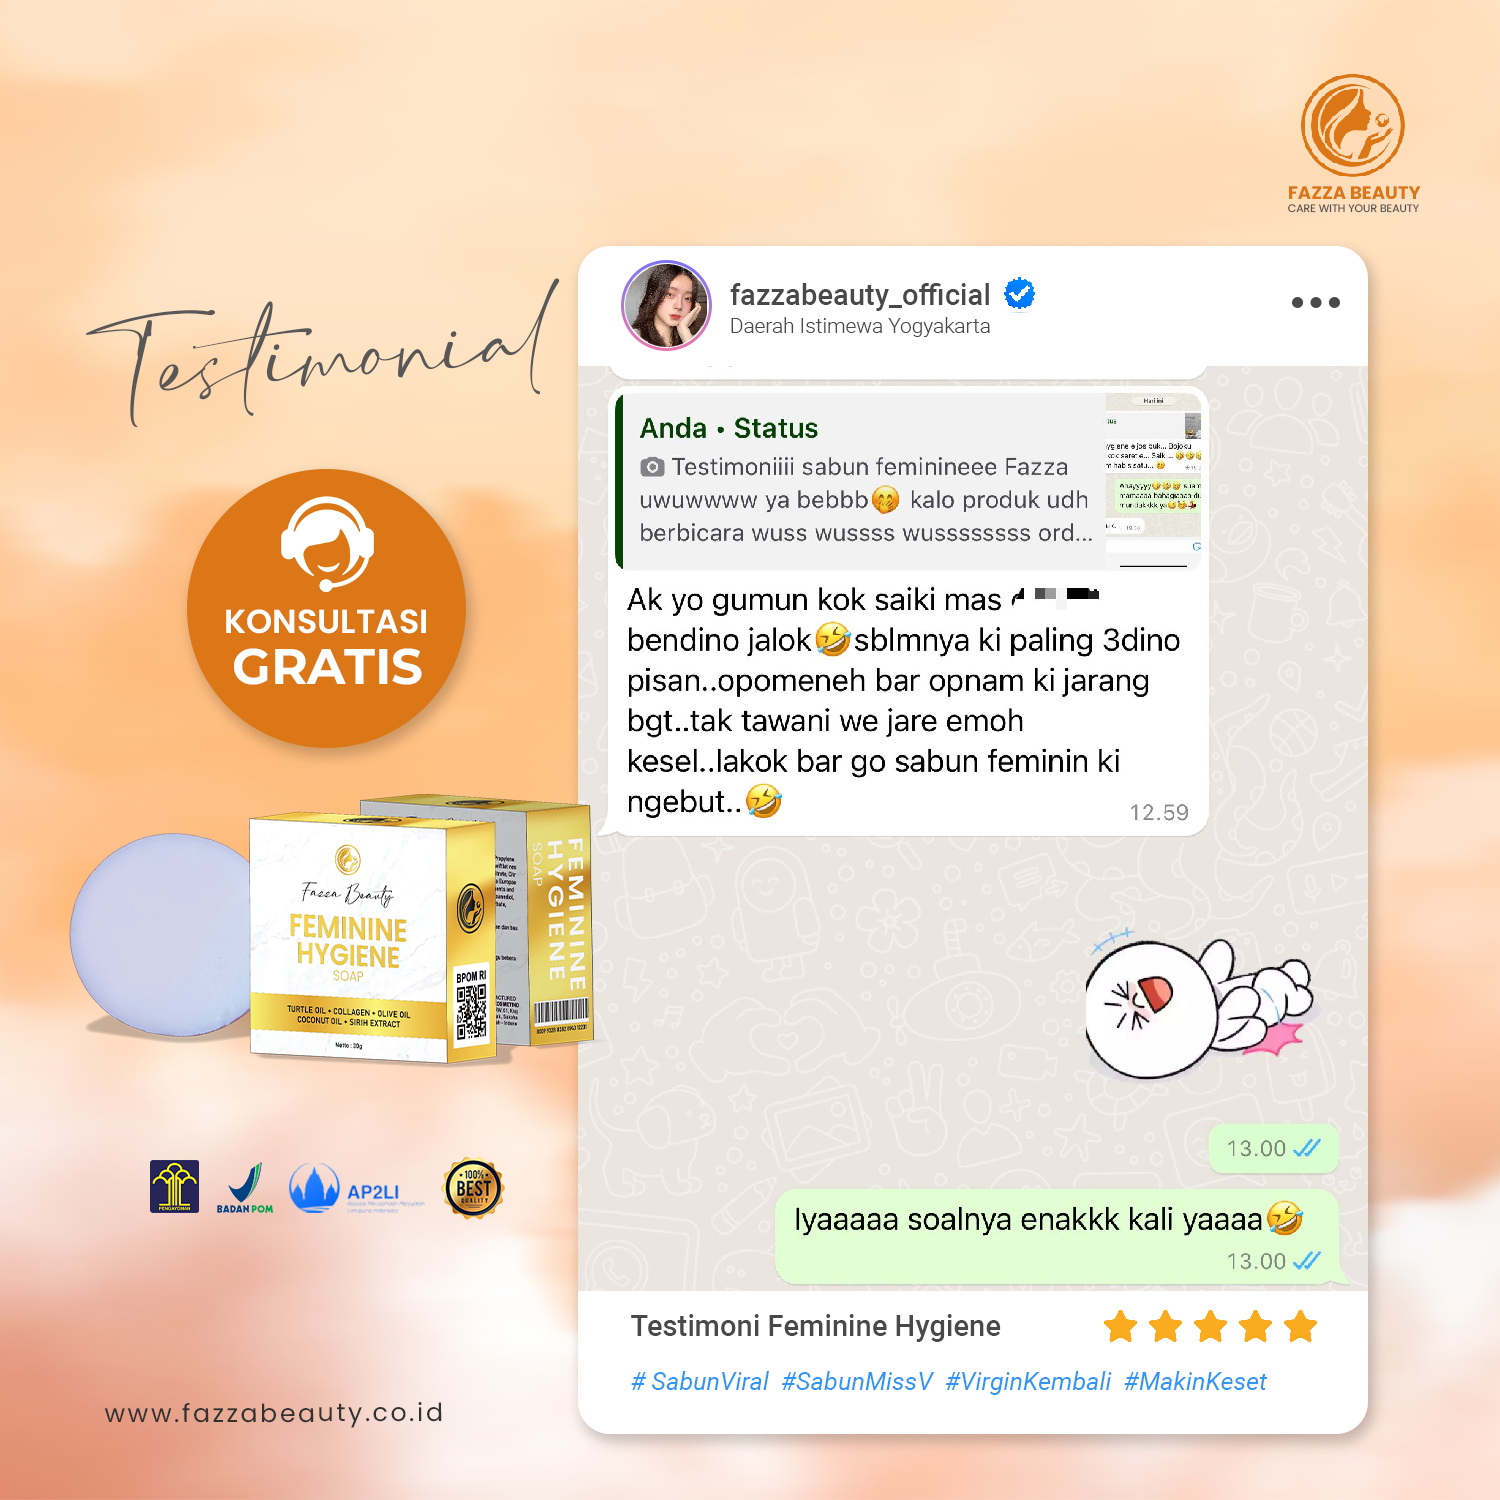 FAZZA BEAUTY
CARE WITH YOUR BEAUTY
Testimonial
KONSULTASI
GRATIS
fazzabeauty_official
Daerah Istimewa Yogyakarta
Anda • Status
Testimoniiii sabun feminineee Fazza
uwuwwww ya bebbb🤭 kalo produk udh
berbicara wuss wussss wussssssss ord...
Hari ini
Ak yo gumun kok saiki mas
bendino jalok🤣sblmnya ki paling 3dino
pisan..opomeneh bar opnam ki jarang
bgt..tak tawani we jare emoh
kesel..lakok bar go sabun feminin ki
ngebut..🤣
12.59
13.00
Iyaaaaa soalnya enakkk kali yaaaa🤣
13.00
Testimoni Feminine Hygiene
# SabunViral #SabunMissV #VirginKembali #MakinKeset
Fazza Beauty
FEMININE
HYGIENE
SOAP
TURTLE OIL + COLLAGEN + OLIVE OIL
COCONUT OIL + SIRIH EXTRACT
Netto : 30g
BPOM RI
FEMININE
HYGIENE
SOAP
PENGAYOMAN
BADAN POM
AP2LI
100%
BEST
QUALITY
www.fazzabeauty.co.id